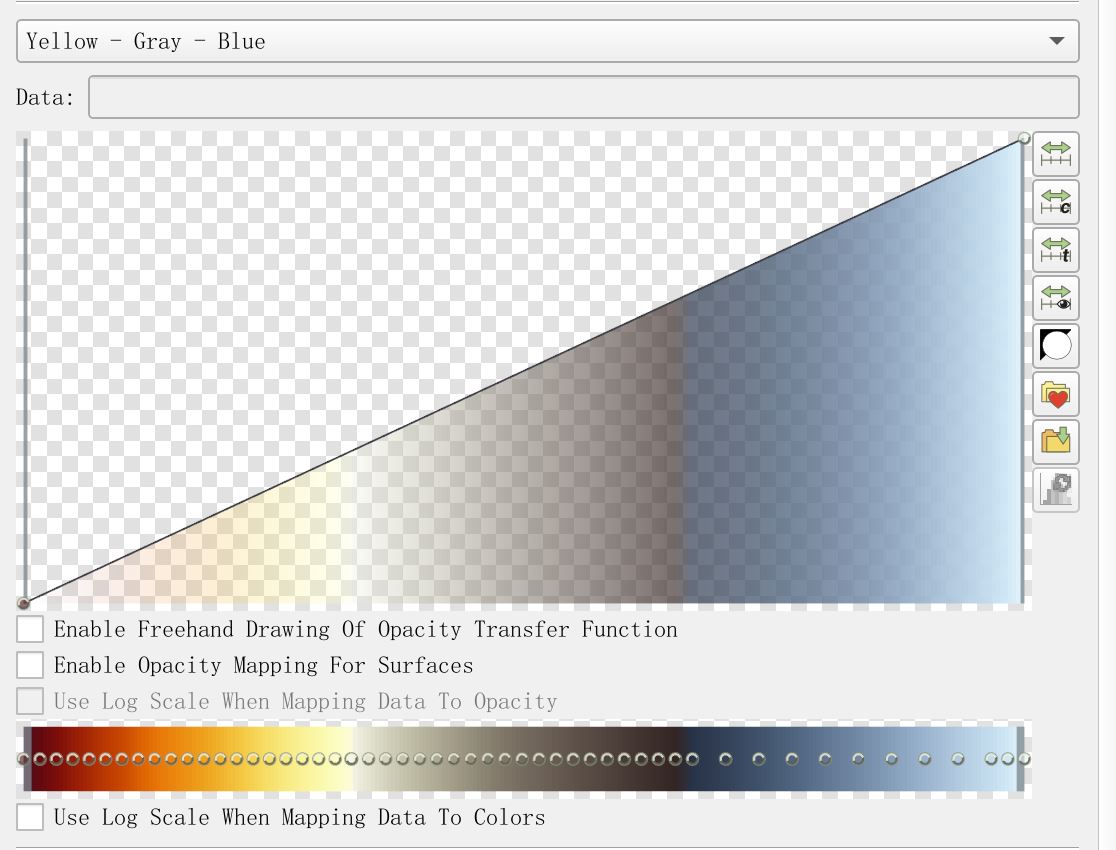 Yellow - Gray - Blue
Data:
c
t
Enable Freehand Drawing Of Opacity Transfer Function
Enable Opacity Mapping For Surfaces
Use Log Scale When Mapping Data To Opacity
Use Log Scale When Mapping Data To Colors